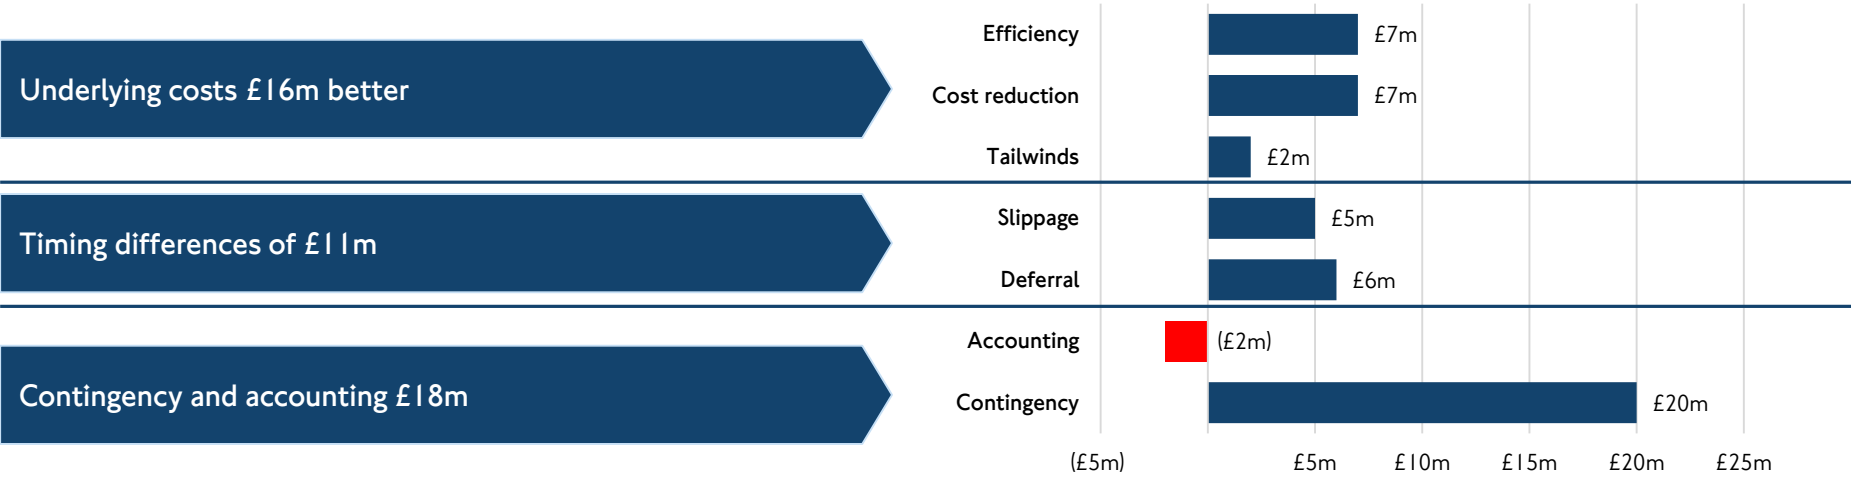 Underlying costs £16m better
Efficiency £7m
Cost reduction £7m
Tailwinds £2m
Timing differences of £11m
Slippage £5m
Deferral £6m
Contingency and accounting £18m
Accounting (£2m)
Contingency £20m
(£5m) £5m £10m £15m £20m £25m